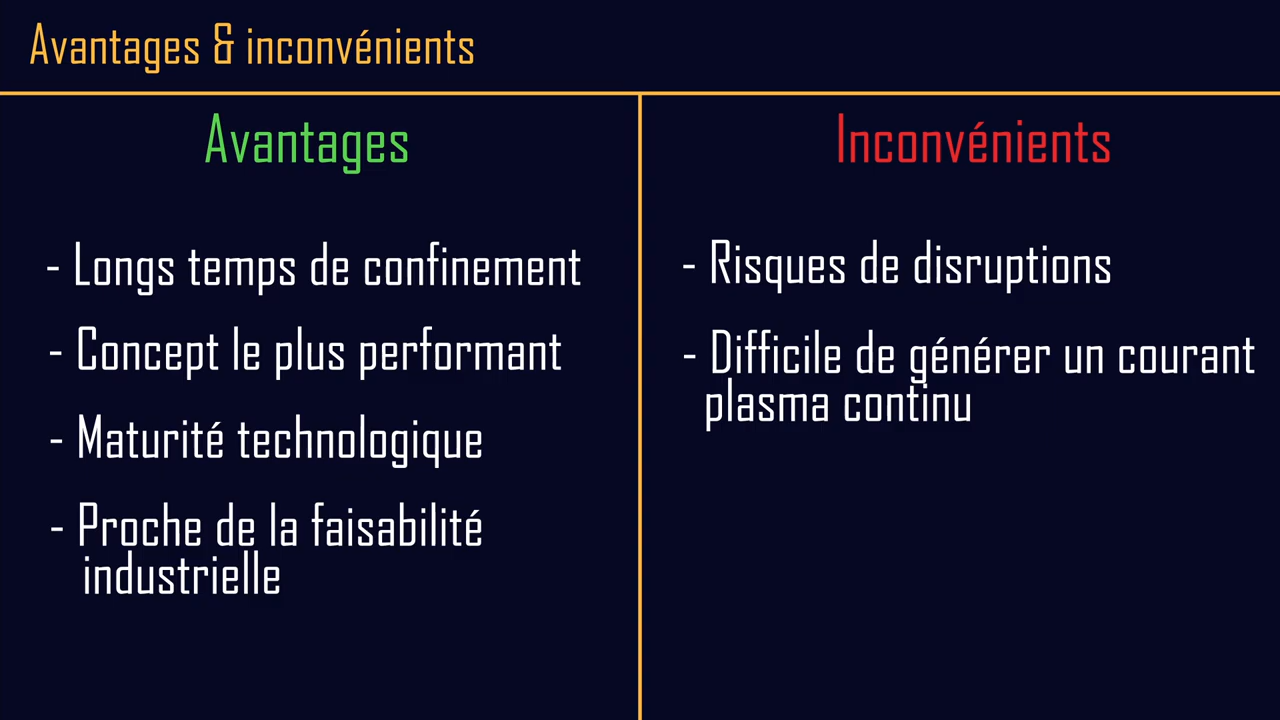 Avantages & inconvénients
Avantages
- Longs temps de confinement
- Concept le plus performant
- Maturité technologique
- Proche de la faisabilité
industrielle
Inconvénients
- Risques de disruptions
- Difficile de générer un courant
plasma continu